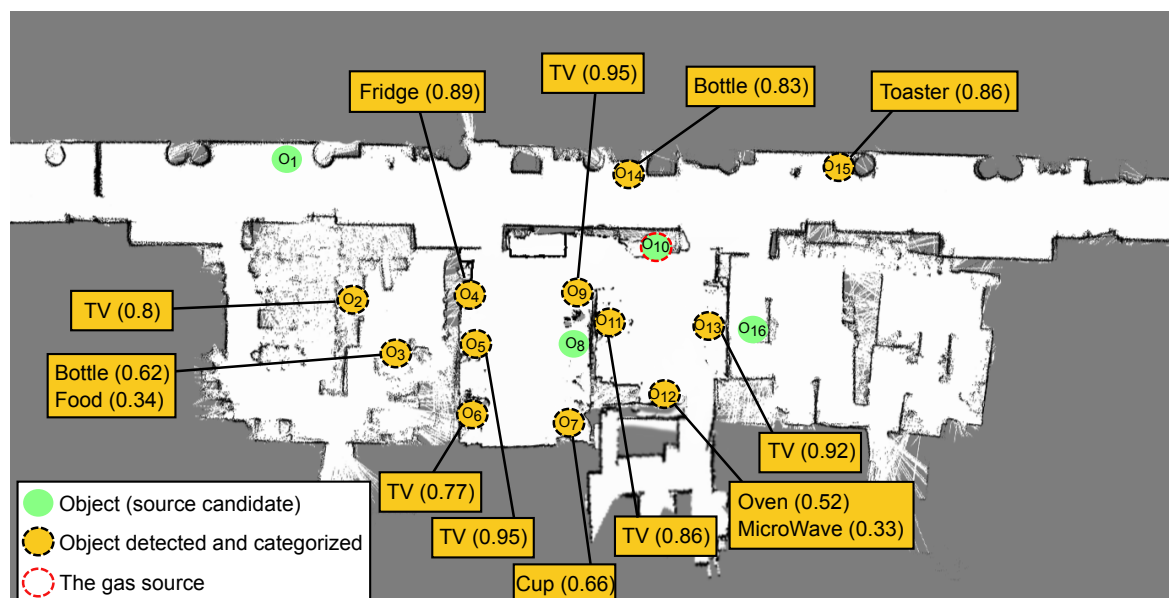 TV (0.95)
Bottle (0.83)
Toaster (0.86)
Fridge (0.89)
O1
O14
O15
O10
O2
O4
O9
TV (0.8)
O3
O5
O8
O11
O13
O16
Bottle (0.62)
Food (0.34)
O6
O7
O12
TV (0.77)
TV (0.95)
Cup (0.66)
TV (0.86)
TV (0.92)
Oven (0.52)
MicroWave (0.33)
Object (source candidate)
Object detected and categorized
The gas source